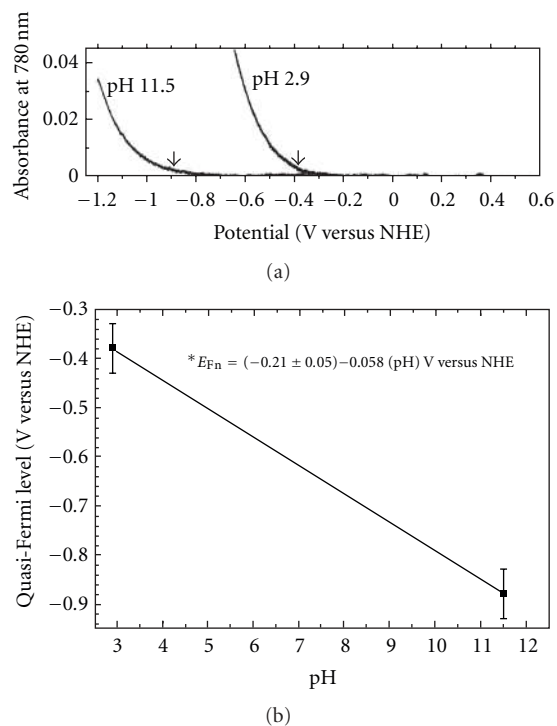 (a)
Absorbance at 780 nm
0.04
0.02
0
pH 11.5
pH 2.9
−1.2 −1 −0.8 −0.6 −0.4 −0.2 0 0.2 0.4 0.6
Potential (V versus NHE)
(a)
Quasi-Fermi level (V versus NHE)
−0.3
−0.4
−0.5
−0.6
−0.7
−0.8
−0.9
*E_Fn = (−0.21 ± 0.05)−0.058 (pH) V versus NHE
3 4 5 6 7 8 9 10 11 12
pH
(b)